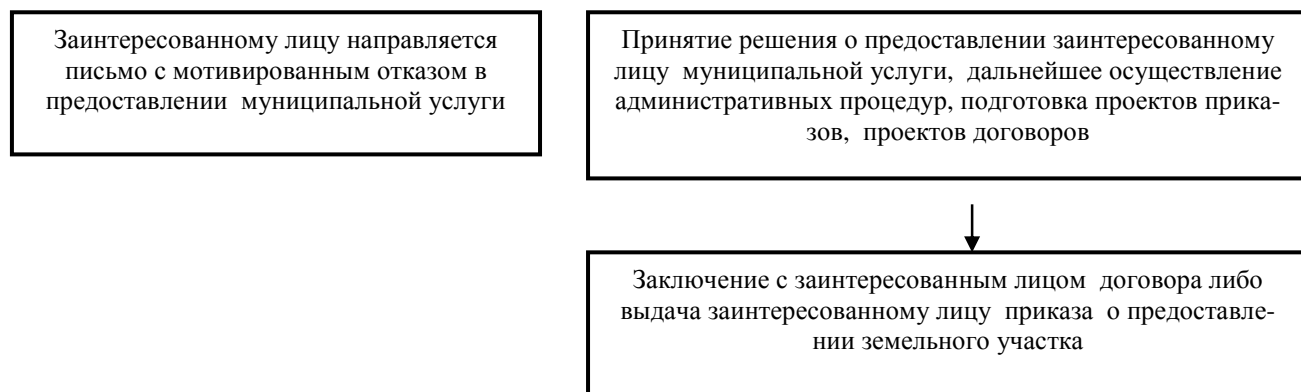 Заинтересованному лицу направляется
письмо с мотивированным отказом в
предоставлении муниципальной услуги
Принятие решения о предоставлении заинтересованному
лицу муниципальной услуги, дальнейшее осуществление
административных процедур, подготовка проектов прика-
зов, проектов договоров
Заключение с заинтересованным лицом договора либо
выдача заинтересованному лицу приказа о предоставле-
нии земельного участка